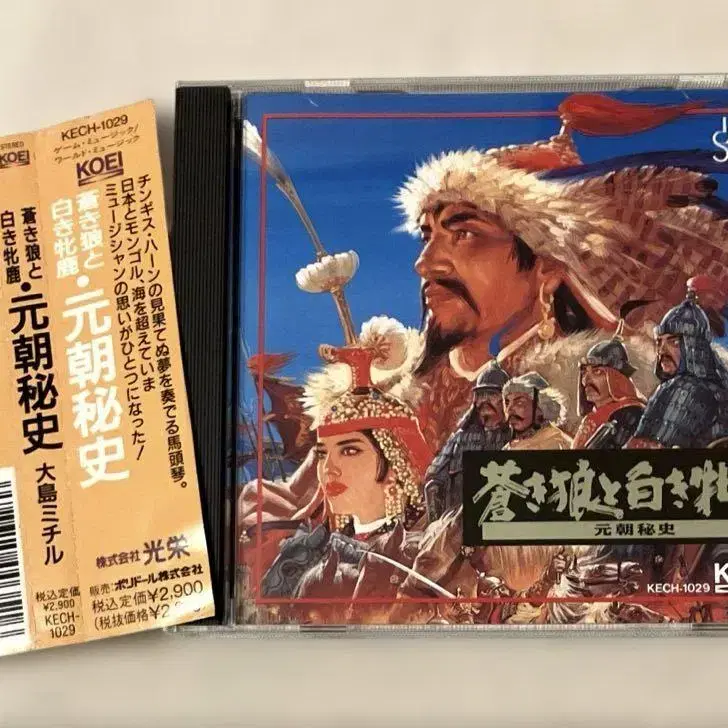 STEREO
KOEI
蒼き狼と
白き牝鹿
・元朝秘史
大島ミチル
税込定価
¥2,900
KECH-
1029
KECH-1029
ゲーム・ミュージック/
ワールド・ミュージック
KOEI
蒼き狼と
白き牝鹿
・元朝秘史
チンギス・ハーンの見果てぬ夢を奏でる馬頭琴。
日本とモンゴル、海を超えていま
ミュージシャンの思いがひとつになった!
株式会社 光栄
販売:ポリドール株式会社
税込定価¥2,900
(税抜価格¥2
蒼き狼と白き牝
元朝秘史
KECH-1029